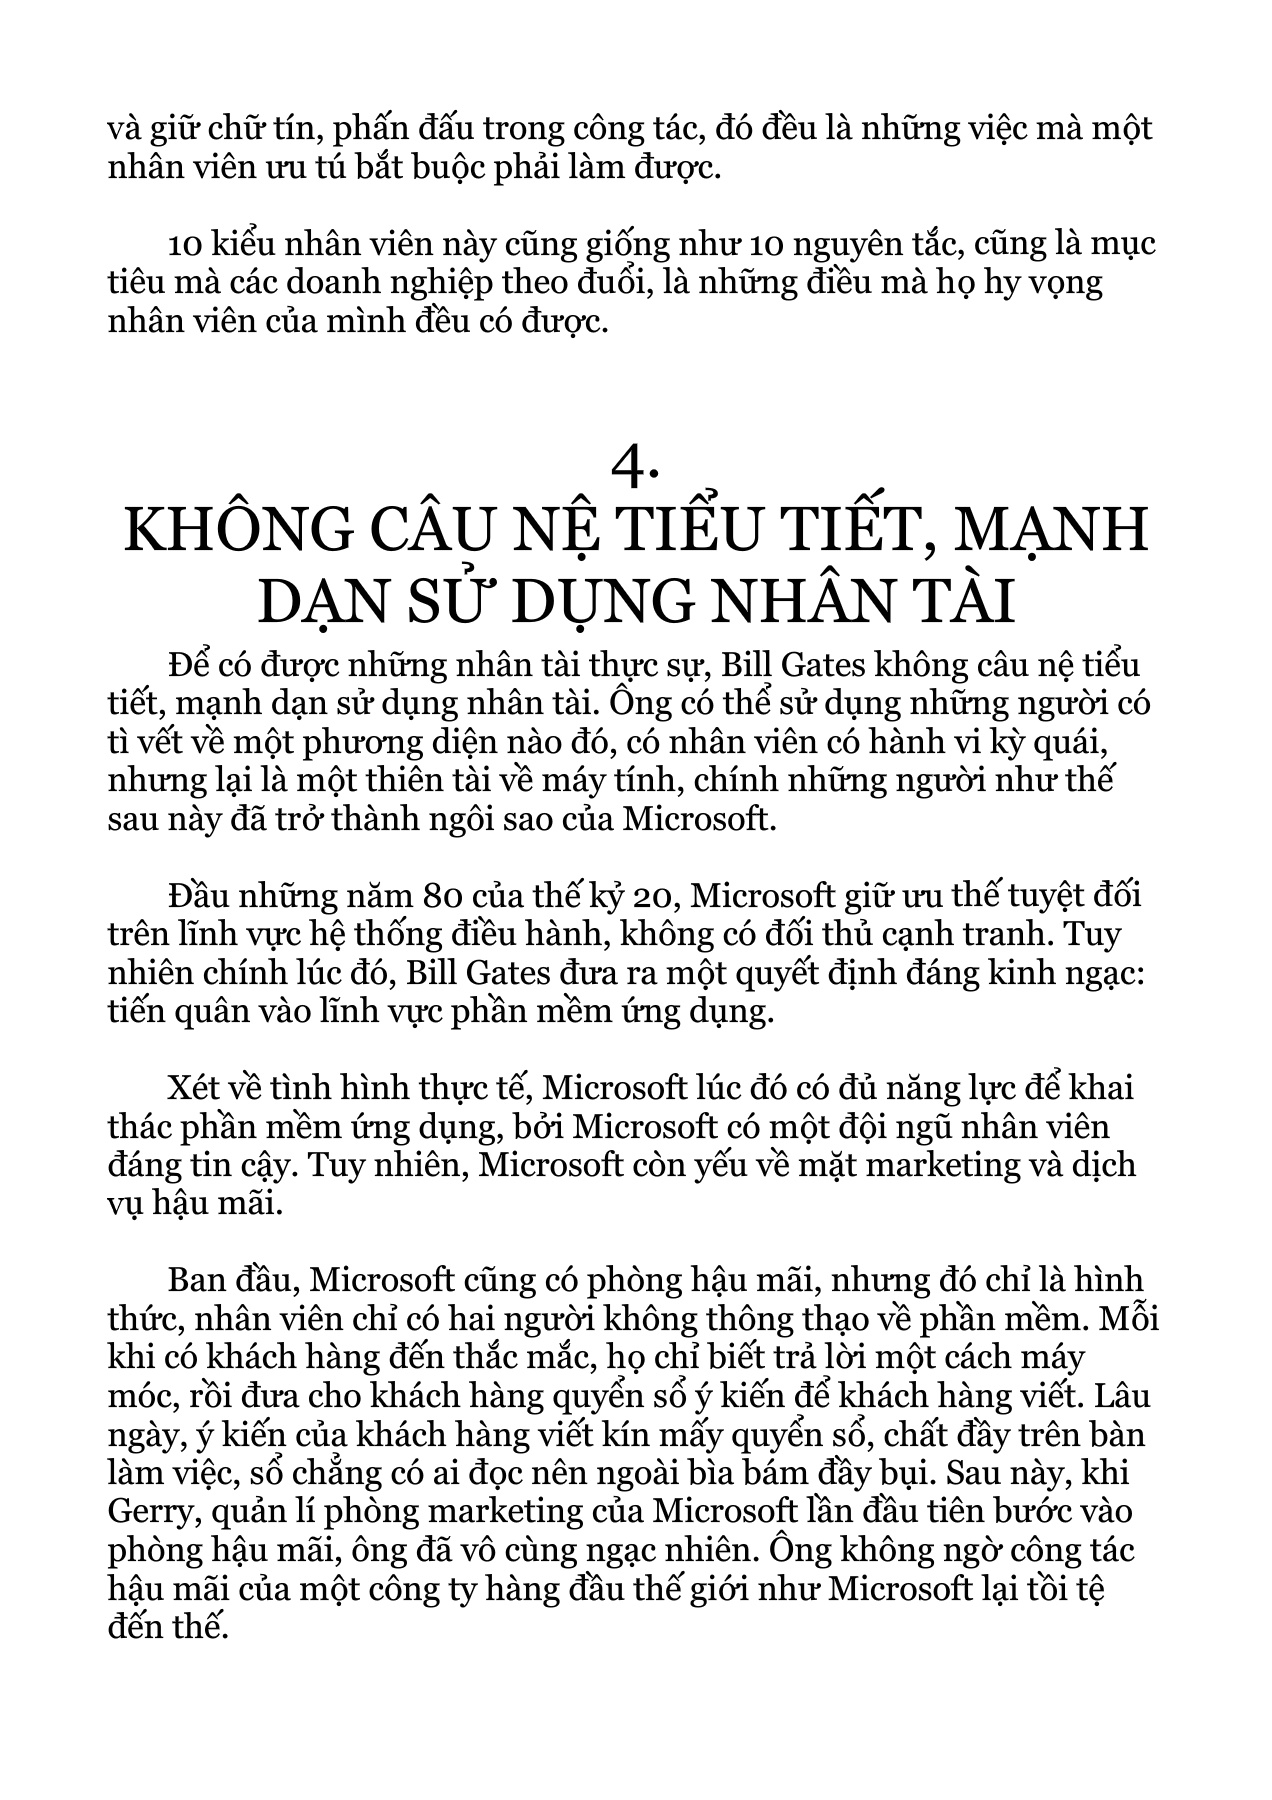 và giữ chữ tín, phấn đấu trong công tác, đó đều là những việc mà một
nhân viên ưu tú bắt buộc phải làm được.
10 kiểu nhân viên này cũng giống như 10 nguyên tắc, cũng là mục
tiêu mà các doanh nghiệp theo đuổi, là những điều mà họ hy vọng
nhân viên của mình đều có được.
4.
KHÔNG CÂU NỆ TIỂU TIẾT, MẠNH
DẠN SỬ DỤNG NHÂN TÀI
Để có được những nhân tài thực sự, Bill Gates không câu nệ tiểu
tiết, mạnh dạn sử dụng nhân tài. Ông có thể sử dụng những người có
tì vết về một phương diện nào đó, có nhân viên có hành vi kỳ quái,
nhưng lại là một thiên tài về máy tính, chính những người như thế
sau này đã trở thành ngôi sao của Microsoft.
Đầu những năm 80 của thế kỷ 20, Microsoft giữ ưu thế tuyệt đối
trên lĩnh vực hệ thống điều hành, không có đối thủ cạnh tranh. Tuy
nhiên chính lúc đó, Bill Gates đưa ra một quyết định đáng kinh ngạc:
tiến quân vào lĩnh vực phần mềm ứng dụng.
Xét về tình hình thực tế, Microsoft lúc đó có đủ năng lực để khai
thác phần mềm ứng dụng, bởi Microsoft có một đội ngũ nhân viên
đáng tin cậy. Tuy nhiên, Microsoft còn yếu về mặt marketing và dịch
vụ hậu mãi.
Ban đầu, Microsoft cũng có phòng hậu mãi, nhưng đó chỉ là hình
thức, nhân viên chỉ có hai người không thông thạo về phần mềm. Mỗi
khi có khách hàng đến thắc mắc, họ chỉ biết trả lời một cách máy
móc, rồi đưa cho khách hàng quyển sổ ý kiến để khách hàng viết. Lâu
ngày, ý kiến của khách hàng viết kín mấy quyển sổ, chất đầy trên bàn
làm việc, sổ chẳng có ai đọc nên ngoài bìa bám đầy bụi. Sau này, khi
Gerry, quản lí phòng marketing của Microsoft lần đầu tiên bước vào
phòng hậu mãi, ông đã vô cùng ngạc nhiên. Ông không ngờ công tác
hậu mãi của một công ty hàng đầu thế giới như Microsoft lại tồi tệ
đến thế.